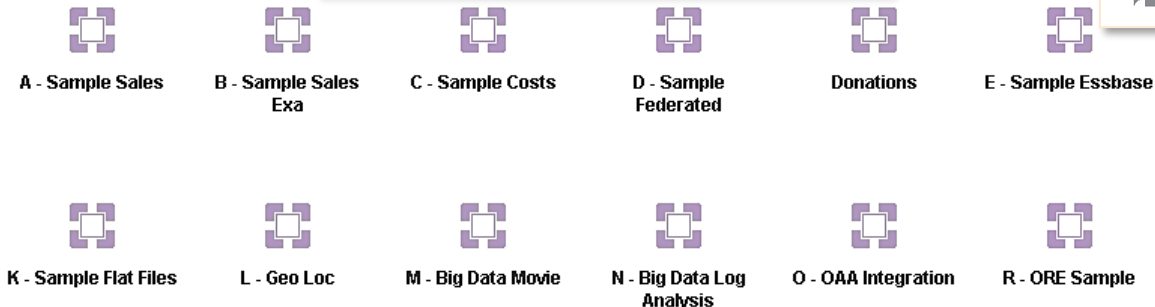 A - Sample Sales
B - Sample Sales
Exa
C - Sample Costs
D - Sample
Federated
Donations
E - Sample Essbase
K - Sample Flat Files
L - Geo Loc
M - Big Data Movie
N - Big Data Log
Analysis
O - OAA Integration
R - ORE Sample